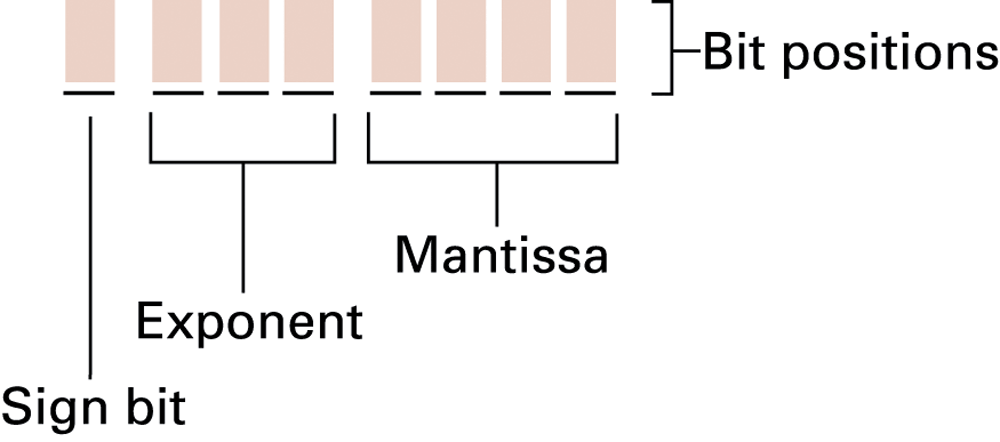 Bit positions
Mantissa
Exponent
Sign bit